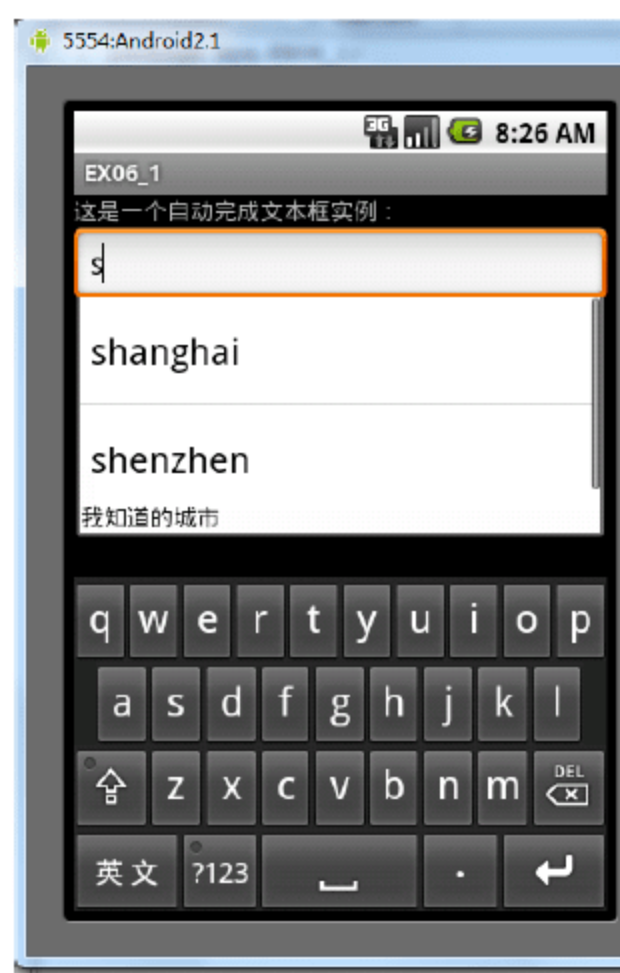 5554:Android2.1
3G 8:26 AM
EX06_1
这是一个自动完成文本框实例：
s
shanghai
shenzhen
我知道的城市
q w e r t y u i o p
a s d f g h j k l
z x c v b n m DEL
英文 ?123 .